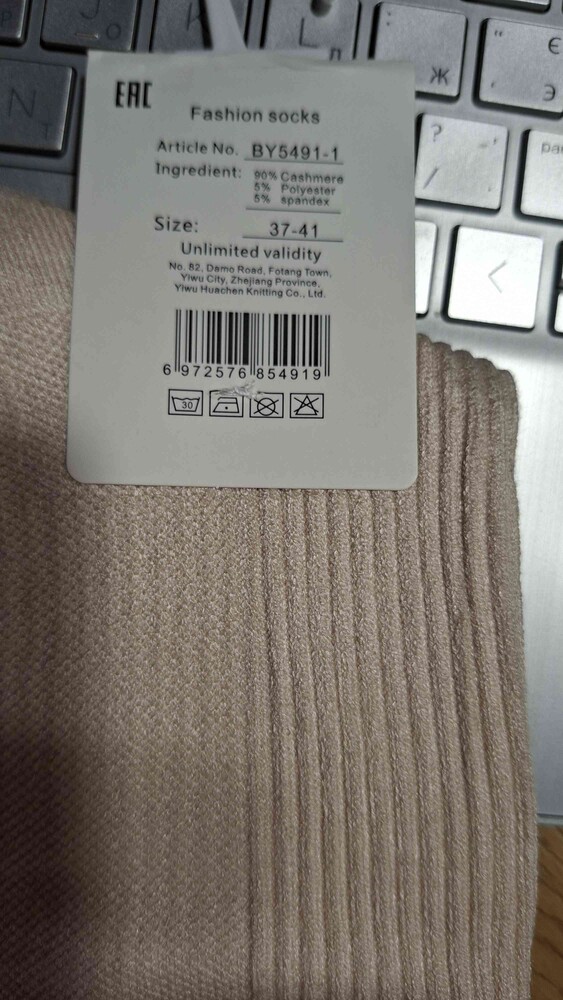 J
L
Д
Ж
"
Є
Э
N
Т
?
/
ра
<
EAC
Fashion socks
Article No. BY5491-1
Ingredient: 90% Cashmere
5% Polyester
5% spandex
Size: 37-41
Unlimited validity
No. 82, Damo Road, Fotang Town,
Yiwu City, Zhejiang Province,
Yiwu Huachen Knitting Co., Ltd.
6 972576 854919
30